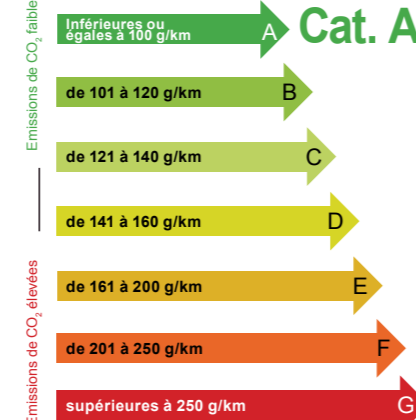 Emissions de CO2 faible
Inférieures ou
égales à 100 g/km
A
Cat. A
de 101 à 120 g/km
B
de 121 à 140 g/km
C
de 141 à 160 g/km
D
de 161 à 200 g/km
E
de 201 à 250 g/km
F
supérieures à 250 g/km
G
Emissions de CO2 élevées